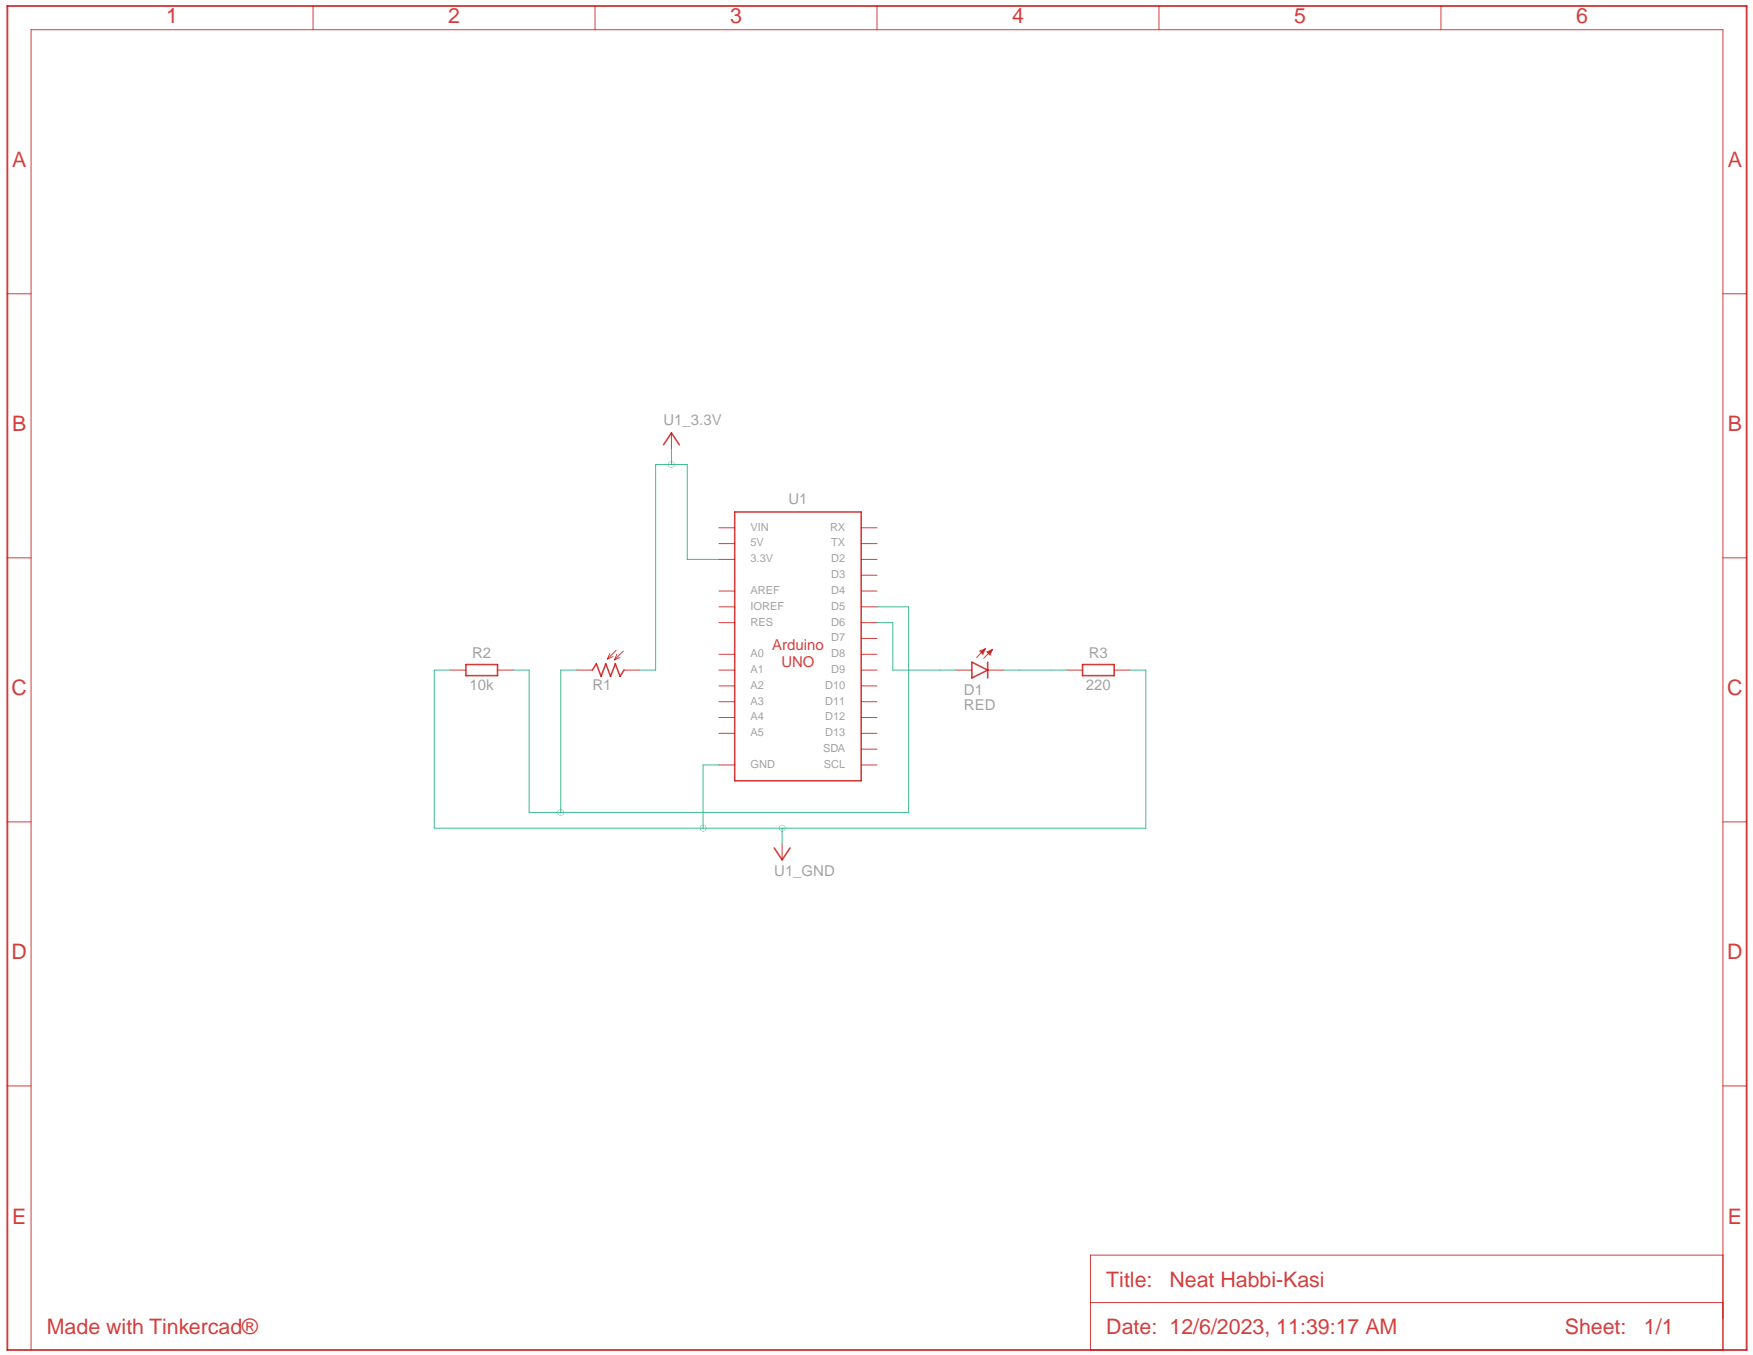 1 2 3 4 5 6
A A
B B
U1_3.3V
U1
VIN RX
5V TX
3.3V D2
D3
AREF D4
IOREF D5
RES D6
D7
Arduino
UNO
A0 D8
A1 D9
A2 D10
A3 D11
A4 D12
A5 D13
SDA
GND SCL
R2
10k
R1
D1
RED
R3
220
C C
U1_GND
D D
E E
Title: Neat Habbi-Kasi
Date: 12/6/2023, 11:39:17 AM Sheet: 1/1
Made with Tinkercad®